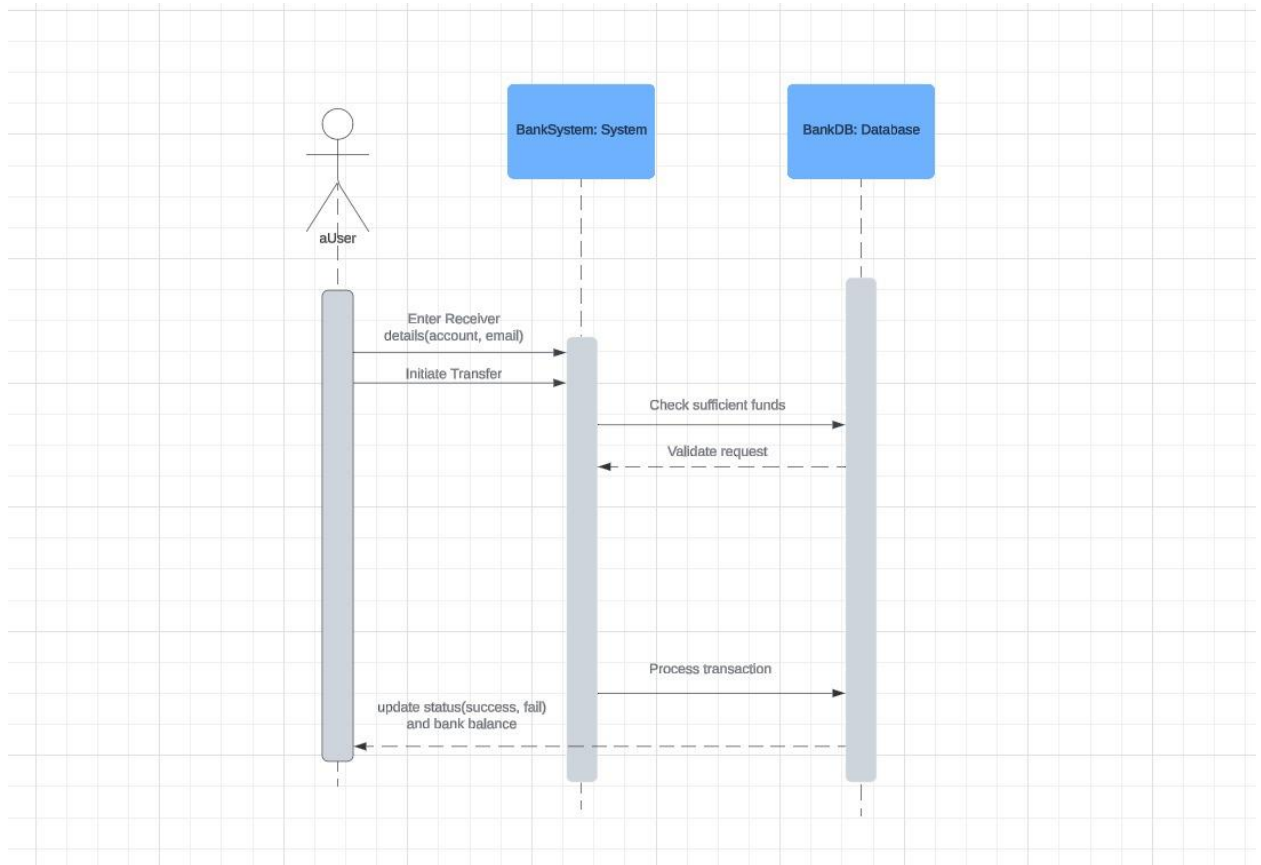 BankSystem: System
BankDB: Database
aUser
Enter Receiver
details(account, email)
Initiate Transfer
Check sufficient funds
Validate request
Process transaction
update status(success, fail)
and bank balance